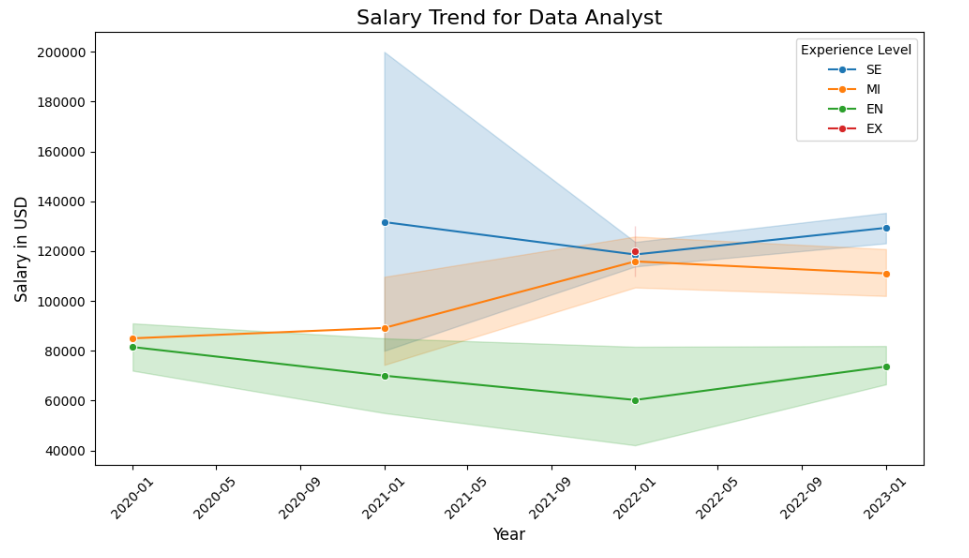 Salary Trend for Data Analyst
Experience Level
SE
MI
EN
EX
Salary in USD
200000
180000
160000
140000
120000
100000
80000
60000
40000
2020-01
2020-05
2020-09
2021-01
2021-05
2021-09
2022-01
2022-05
2022-09
2023-01
Year